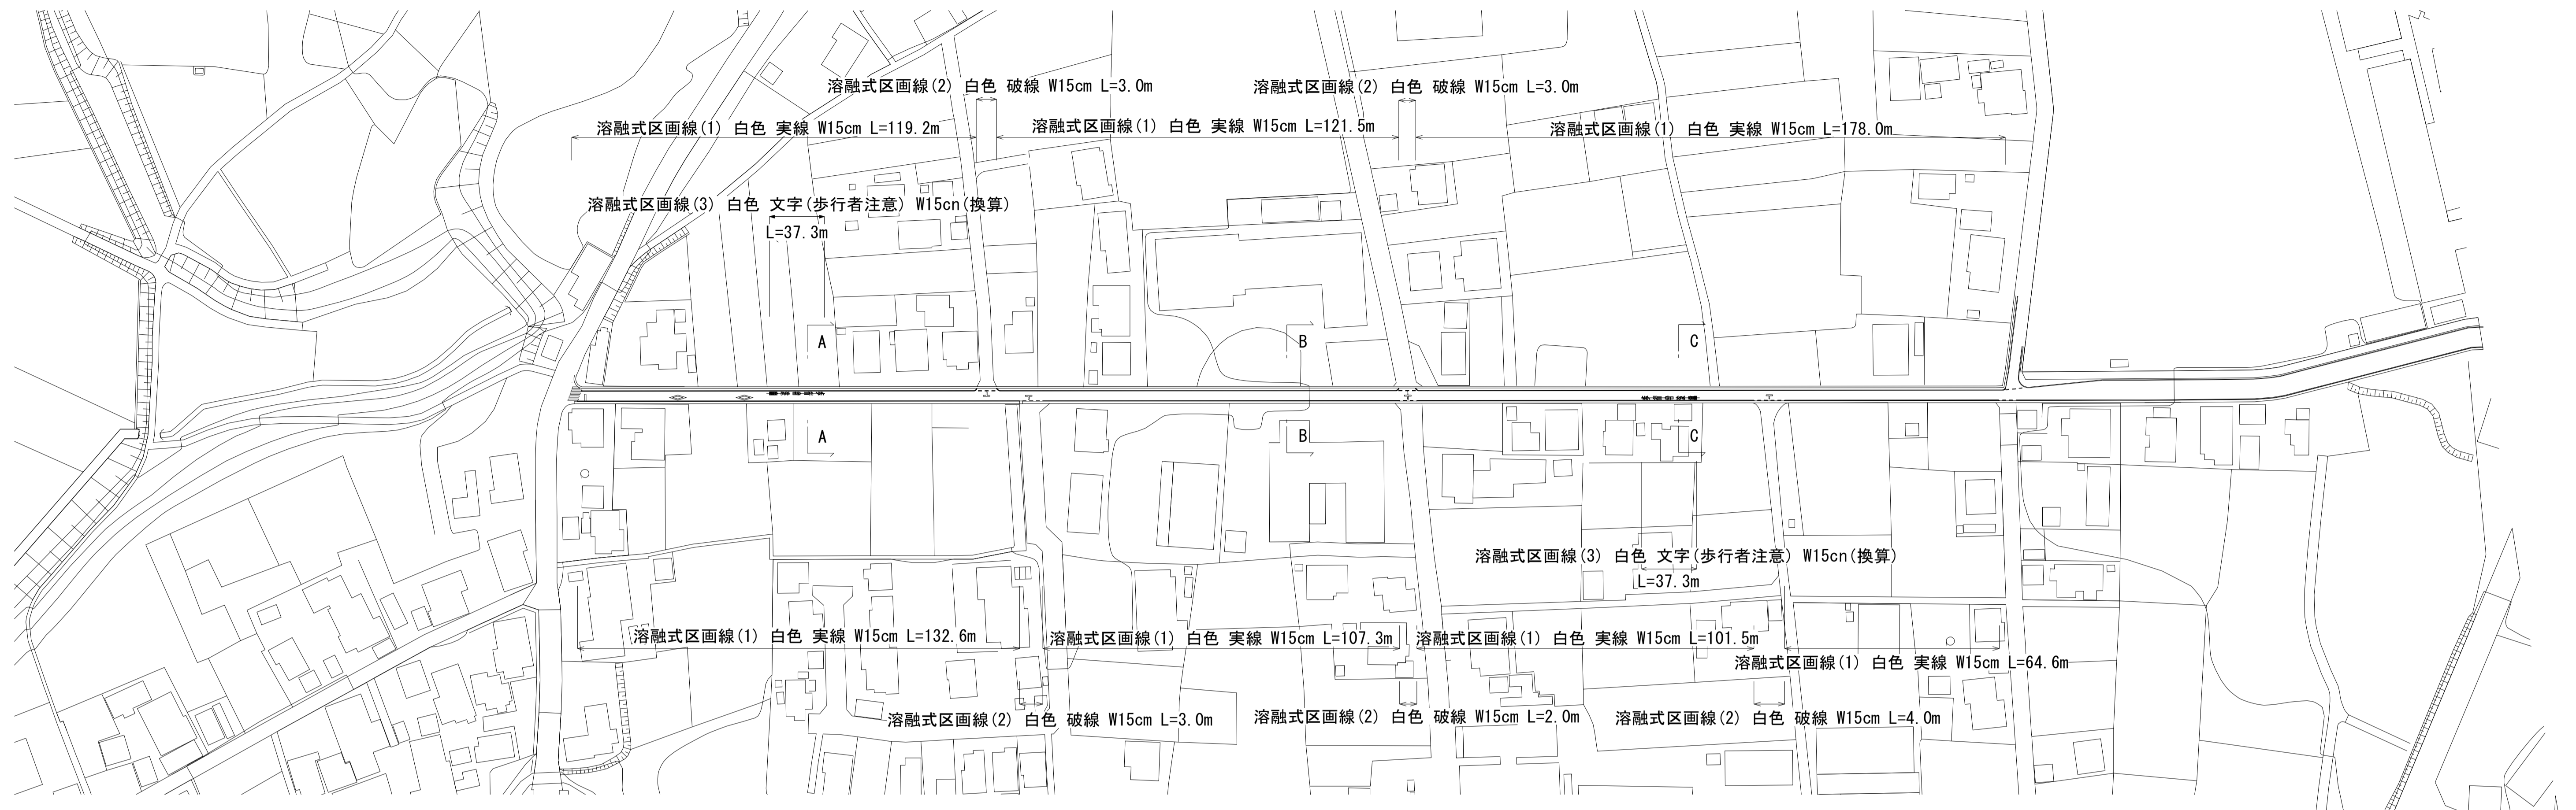 溶融式区画線(2) 白色 破線 W15cm L=3.0m
溶融式区画線(2) 白色 破線 W15cm L=3.0m
溶融式区画線(1) 白色 実線 W15cm L=119.2m
溶融式区画線(1) 白色 実線 W15cm L=121.5m
溶融式区画線(1) 白色 実線 W15cm L=178.0m
溶融式区画線(3) 白色 文字(歩行者注意) W15cn(換算)
L=37.3m
A
B
C
A
B
C
溶融式区画線(3) 白色 文字(歩行者注意) W15cn(換算)
L=37.3m
溶融式区画線(1) 白色 実線 W15cm L=132.6m
溶融式区画線(1) 白色 実線 W15cm L=107.3m
溶融式区画線(1) 白色 実線 W15cm L=101.5m
溶融式区画線(1) 白色 実線 W15cm L=64.6m
溶融式区画線(2) 白色 破線 W15cm L=3.0m
溶融式区画線(2) 白色 破線 W15cm L=2.0m
溶融式区画線(2) 白色 破線 W15cm L=4.0m